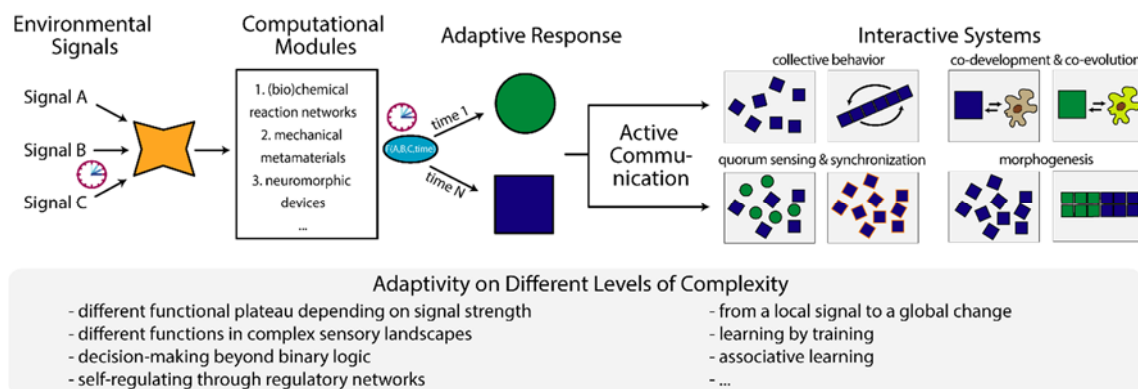 Environmental
Signals
Signal A
Signal B
Signal C
Computational
Modules
1. (bio)chemical
reaction networks
2. mechanical
metamaterials
3. neuromorphic
devices
...
Adaptive Response
F(A,B,C,time)
time 1
time N
Active
Commu-
nication
Interactive Systems
collective behavior
co-development & co-evolution
quorum sensing & synchronization
morphogenesis
Adaptivity on Different Levels of Complexity
- different functional plateau depending on signal strength
- different functions in complex sensory landscapes
- decision-making beyond binary logic
- self-regulating through regulatory networks
- from a local signal to a global change
- learning by training
- associative learning
- ...